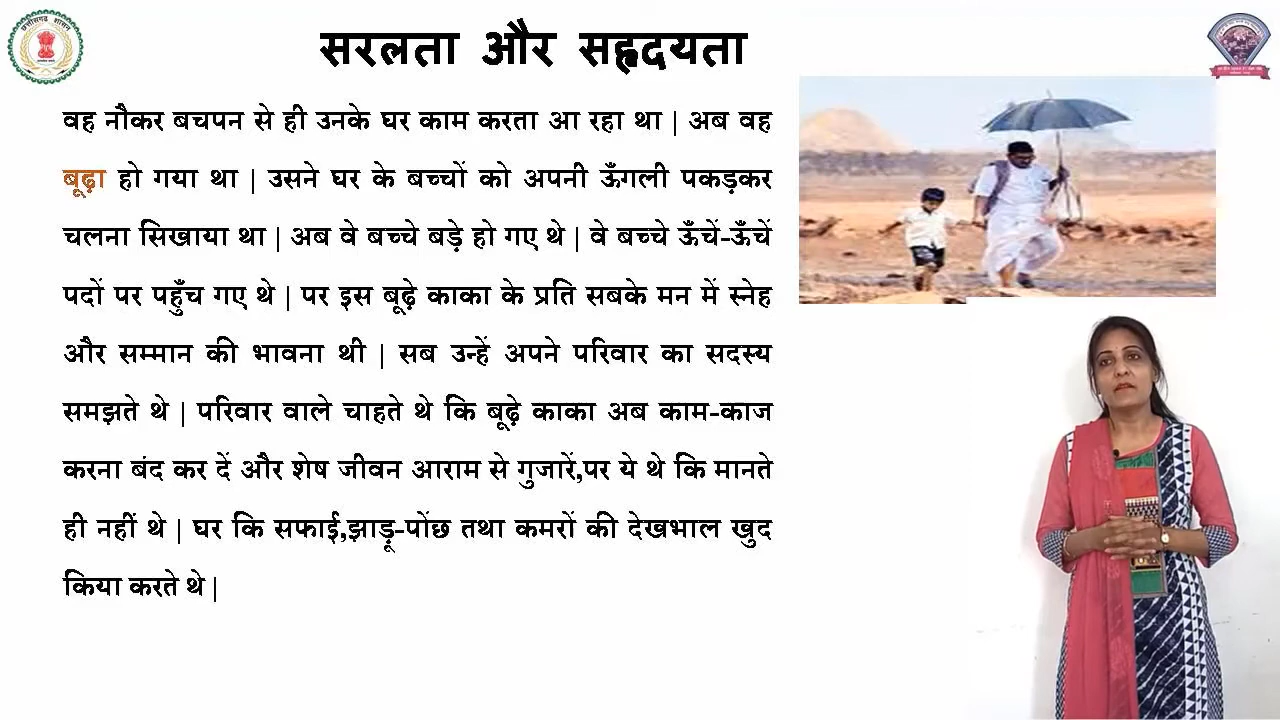 छत्तीसगढ़ शासन
सरलता और सहृदयता
वह नौकर बचपन से ही उनके घर काम करता आ रहा था | अब वह
बूढ़ा हो गया था | उसने घर के बच्चों को अपनी ऊँगली पकड़कर
चलना सिखाया था | अब वे बच्चे बड़े हो गए थे | वे बच्चे ऊँचें-ऊँचें
पदों पर पहुँच गए थे | पर इस बूढ़े काका के प्रति सबके मन में स्नेह
और सम्मान की भावना थी | सब उन्हें अपने परिवार का सदस्य
समझते थे | परिवार वाले चाहते थे कि बूढ़े काका अब काम-काज
करना बंद कर दें और शेष जीवन आराम से गुजारें,पर ये थे कि मानते
ही नहीं थे | घर कि सफाई,झाड़ू-पोंछ तथा कमरों की देखभाल खुद
किया करते थे |